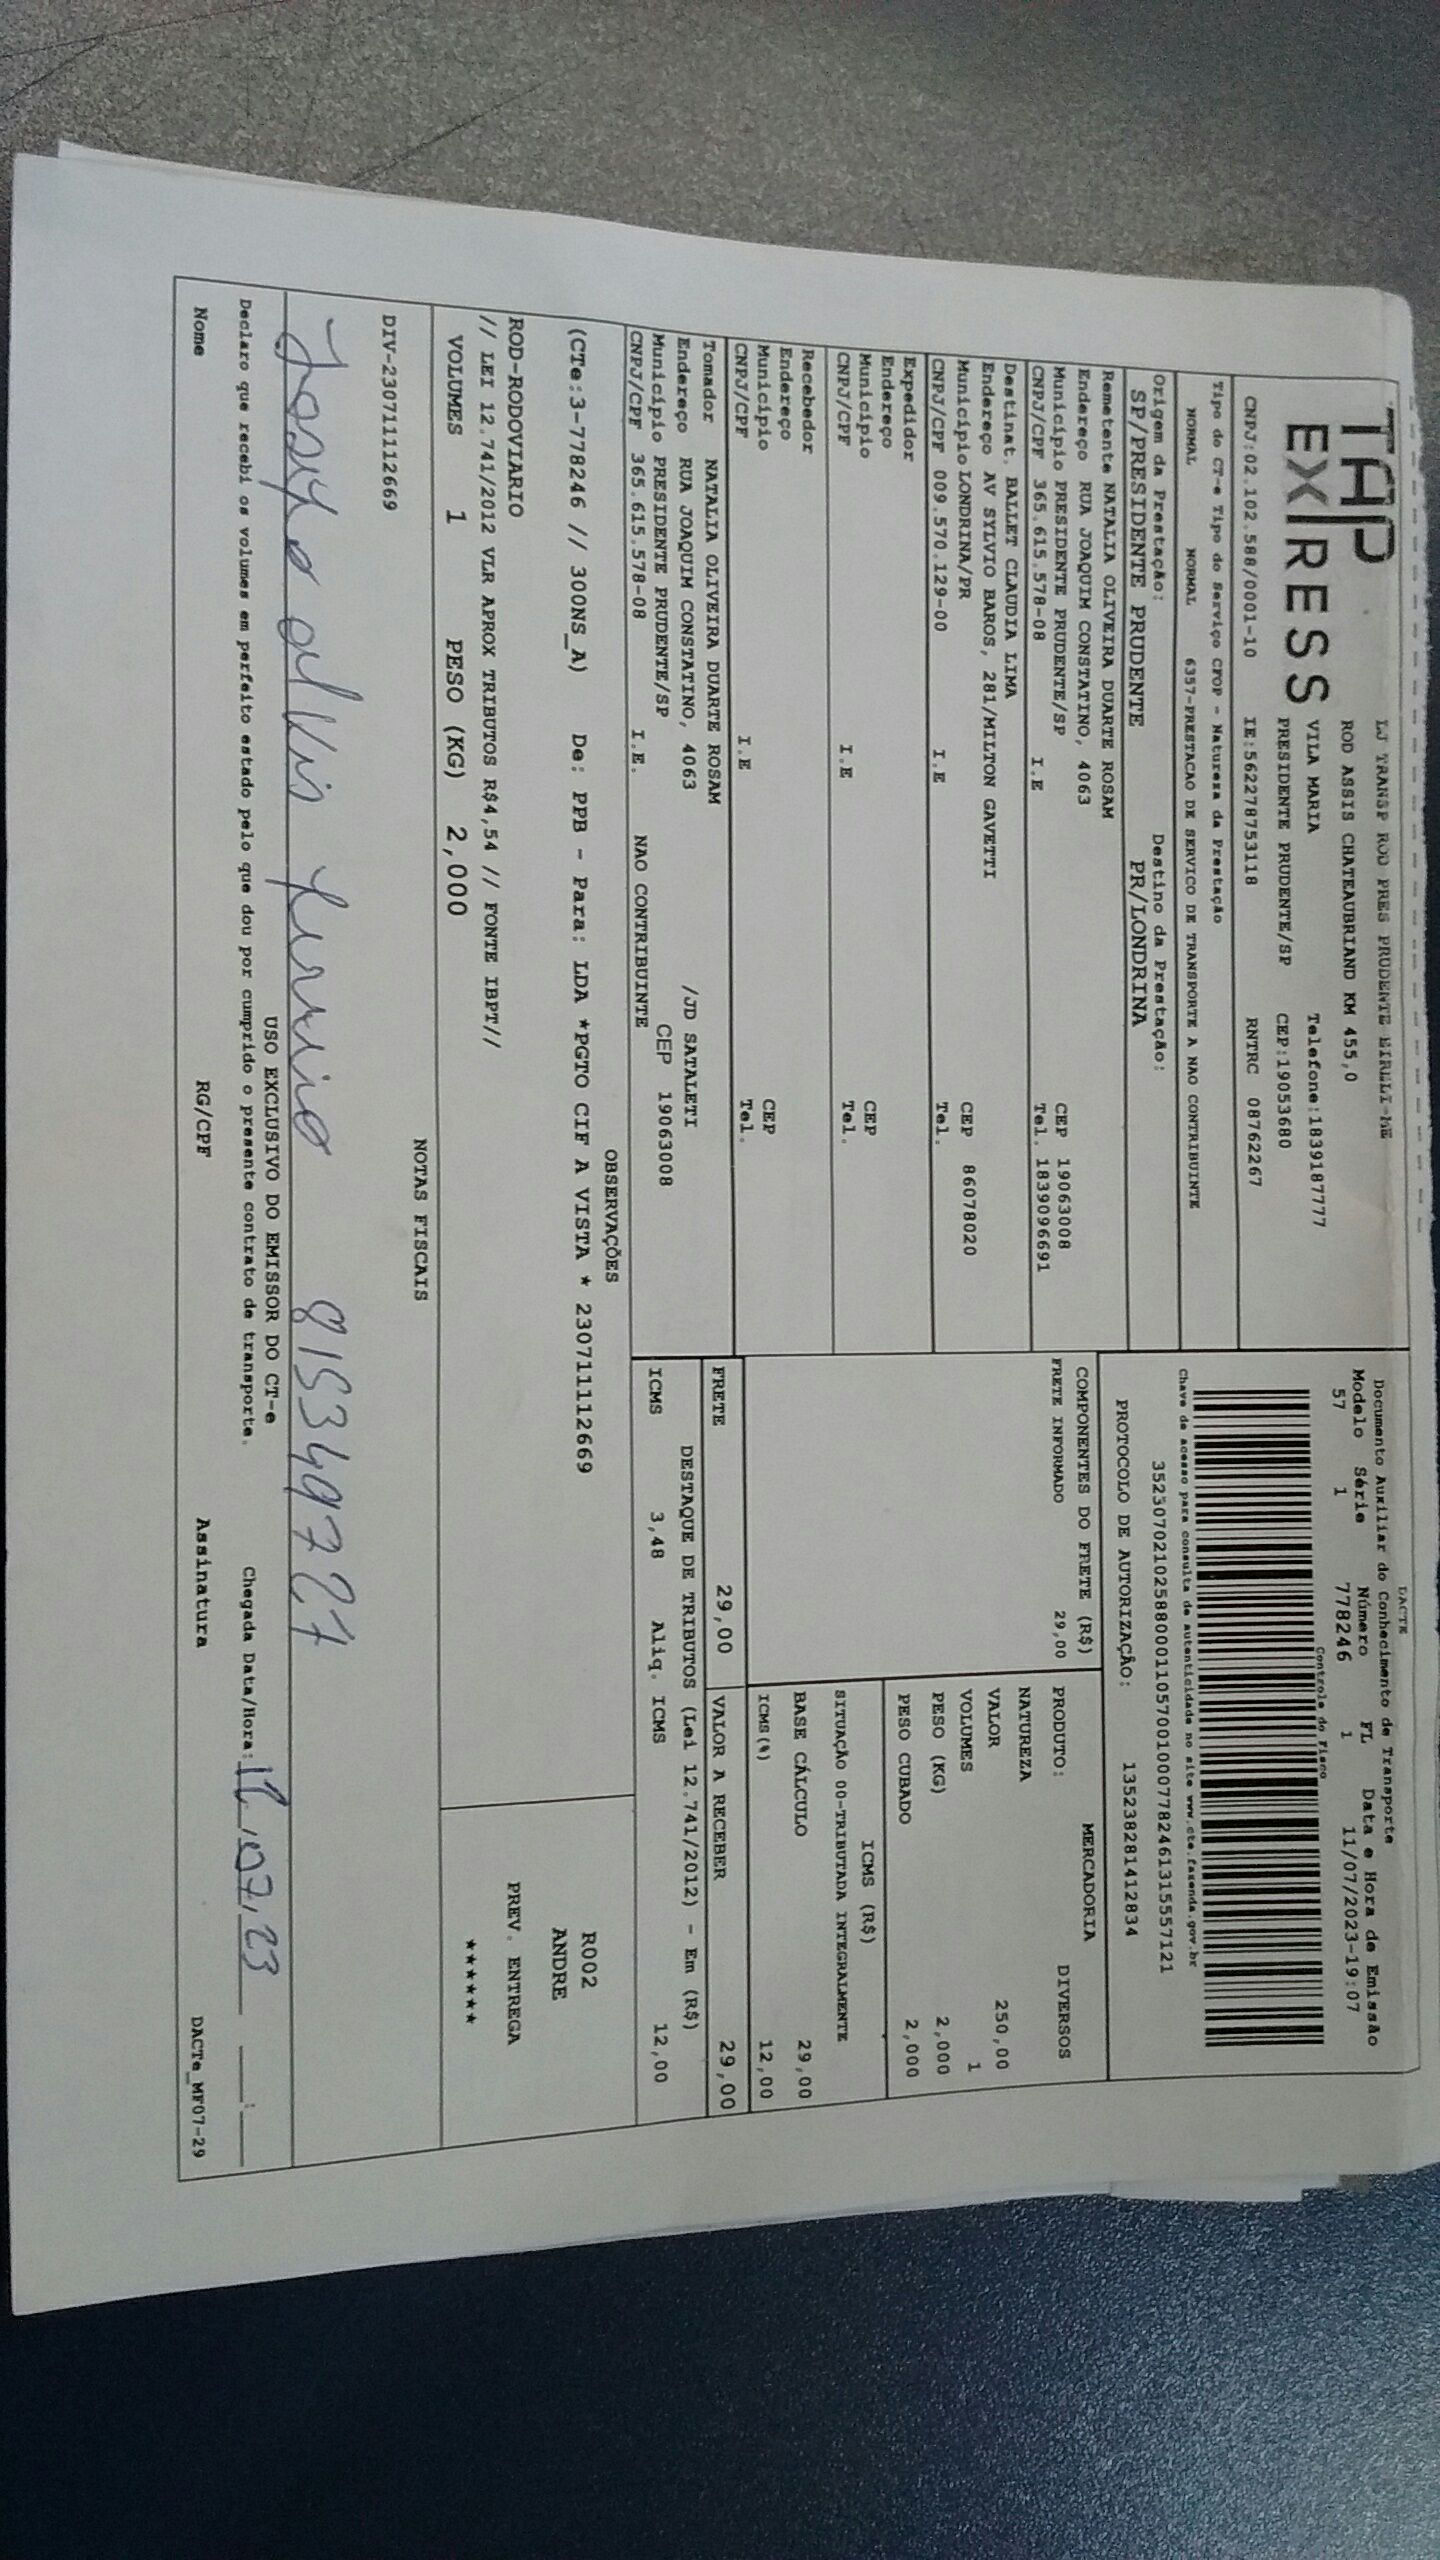 DACTE
TAP
EXPRESS
LJ TRANSP ROD PRES PRUDENTE EIRELI-ME
ROD ASSIS CHATEAUBRIAND KM 455,0
VILA MARIA Telefone:1839187777
PRESIDENTE PRUDENTE/SP CEP:19053680
CNPJ:02.102.588/0001-10 IE:562278753118 RNTRC 08762267
Documento Auxiliar do Conhecimento de Transporte
Modelo Série Número FL Data e Hora de Emissão
57 1 778246 1 11/07/2023-19:07
Controle do Fisco
Chave de acesso para consulta de autenticidade no site www.cte.fazenda.gov.br
35230702102588000110570010007782461315557121
PROTOCOLO DE AUTORIZAÇÃO: 135238281412834
Tipo do CT-e Tipo do Serviço CFOP - Natureza da Prestação
NORMAL NORMAL 6357-PRESTACAO DE SERVICO DE TRANSPORTE A NAO CONTRIBUINTE
Origem da Prestação: Destino da Prestação:
SP/PRESIDENTE PRUDENTE PR/LONDRINA
Remetente NATALIA OLIVEIRA DUARTE ROSAM
Endereço RUA JOAQUIM CONSTATINO, 4063
Município PRESIDENTE PRUDENTE/SP CEP 19063008
CNPJ/CPF 365.615.578-08 I.E Tel. 1839096691
Destinat. BALLET CLAUDIA LIMA
Endereço AV SYLVIO BAROS, 281/MILTON GAVETTI
Município LONDRINA/PR CEP 86078020
CNPJ/CPF 009.570.129-00 I.E Tel.
Expedidor
Endereço
Município CEP
CNPJ/CPF I.E Tel.
Recebedor
Endereço
Município CEP
CNPJ/CPF I.E Tel.
Tomador NATALIA OLIVEIRA DUARTE ROSAM
Endereço RUA JOAQUIM CONSTATINO, 4063 /JD SATALETI
Município PRESIDENTE PRUDENTE/SP CEP 19063008
CNPJ/CPF 365.615.578-08 I.E. NAO CONTRIBUINTE
COMPONENTES DO FRETE (R$)
FRETE INFORMADO 29,00
MERCADORIA
PRODUTO: DIVERSOS
NATUREZA
VALOR 250,00
VOLUMES 1
PESO (KG) 2,000
PESO CUBADO 2,000
ICMS (R$)
SITUAÇÃO 00-TRIBUTADA INTEGRALMENTE
BASE CÁLCULO 29,00
ICMS(%) 12,00
FRETE 29,00 VALOR A RECEBER 29,00
DESTAQUE DE TRIBUTOS (Lei 12.741/2012) - Em (R$)
ICMS 3,48 Aliq. ICMS 12,00
OBSERVAÇÕES
(CTe:3-778246 // 300NS_A) De: PPB - Para: LDA *PGTO CIF A VISTA * 230711112669
ROD-RODOVIARIO
// LEI 12.741/2012 VLR APROX TRIBUTOS R$4,54 // FONTE IBPT//
VOLUMES 1 PESO (KG) 2,000
R002
ANDRE
PREV. ENTREGA
******
NOTAS FISCAIS
DIV-230711112669
81534972,7
USO EXCLUSIVO DO EMISSOR DO CT-e
Declaro que recebi os volumes em perfeito estado pelo que dou por cumprido o presente contrato de transporte. Chegada Data/Hora: 12/07/23 __:__
Nome RG/CPF Assinatura DACTe_MF07-29